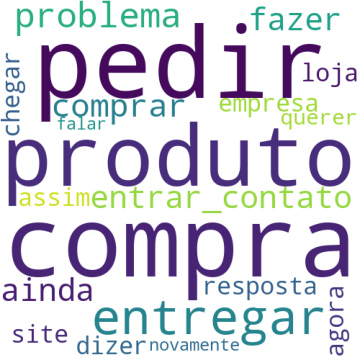 problema
fazer
pedir
loja
chegar
comprar
empresa
querer
falar
produto
assim
entrar_contato
compra
ainda
resposta
entregar
agora
site
dizer
novamente